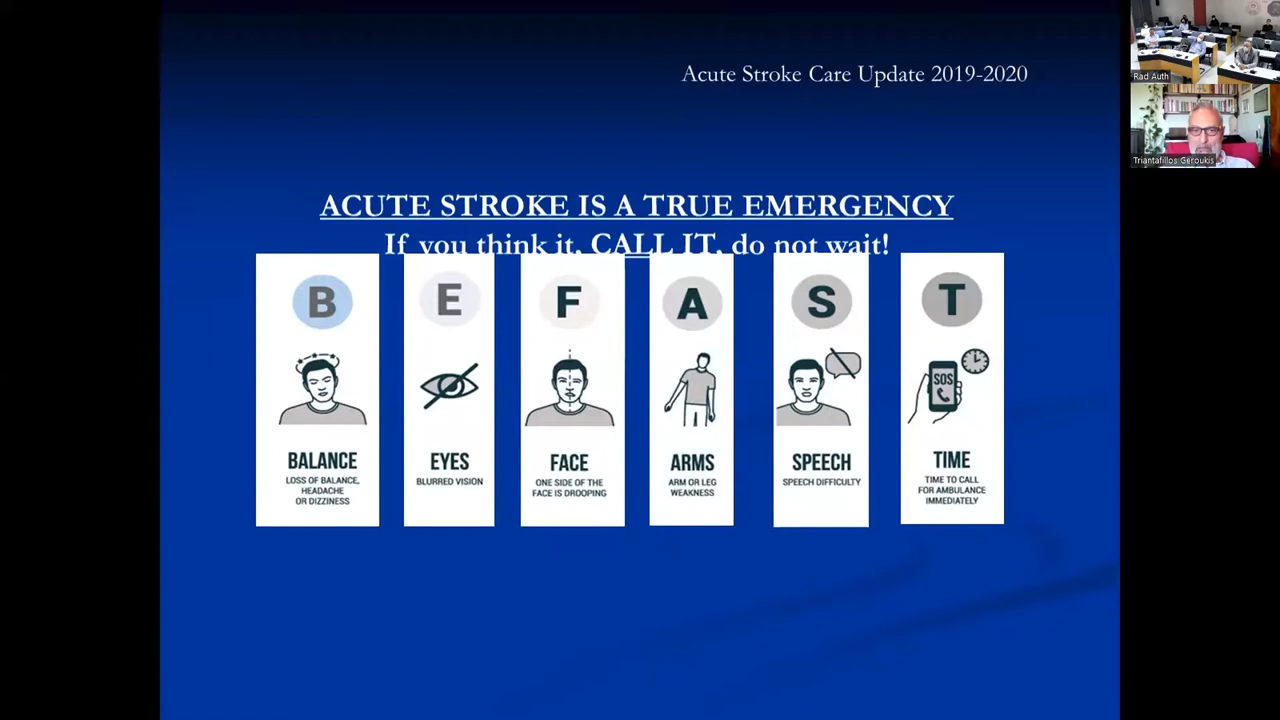 Acute Stroke Care Update 2019-2020
ACUTE STROKE IS A TRUE EMERGENCY
If you think it, CALL IT, do not wait!
B
BALANCE
LOSS OF BALANCE,
HEADACHE
OR DIZZINESS
E
EYES
BLURRED VISION
F
FACE
ONE SIDE OF THE
FACE IS DROOPING
A
ARMS
ARM OR LEG
WEAKNESS
S
SPEECH
SPEECH DIFFICULTY
T
SOS
TIME
TIME TO CALL
FOR AMBULANCE
IMMEDIATELY
Rad Auth
Triantafillos Geroukis